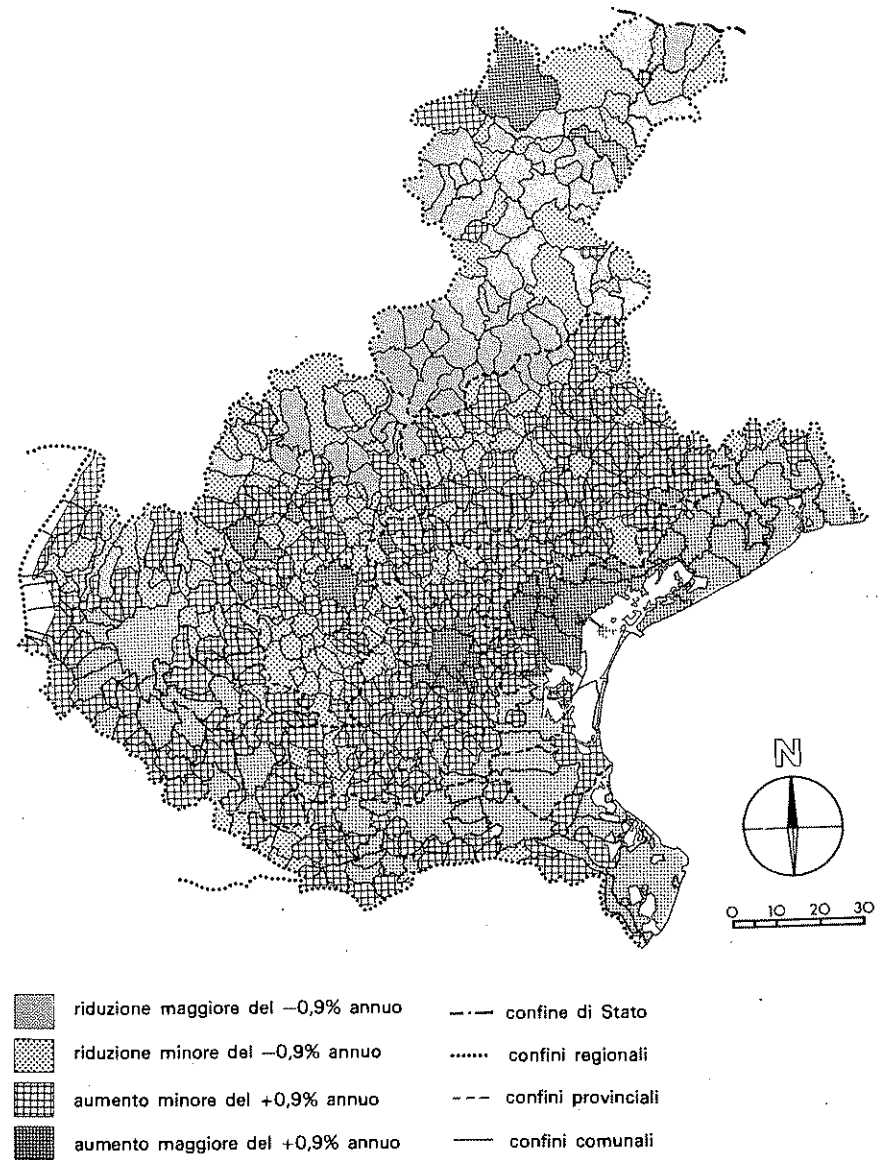 N
0 10 20 30
riduzione maggiore del —0,9% annuo
riduzione minore del —0,9% annuo
aumento minore del +0,9% annuo
aumento maggiore del +0,9% annuo
confine di Stato
confini regionali
confini provinciali
confini comunali